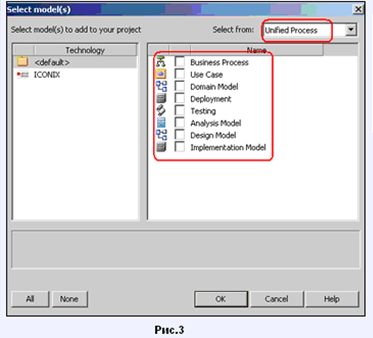 Select model(s)
Select model(s) to add to your project
Select from:
Unified Process
Technology
Name
<default>
ICONIX
Business Process
Use Case
Domain Model
Deployment
Testing
Analysis Model
Design Model
Implementation Model
All
None
OK
Cancel
Help
Рис.3